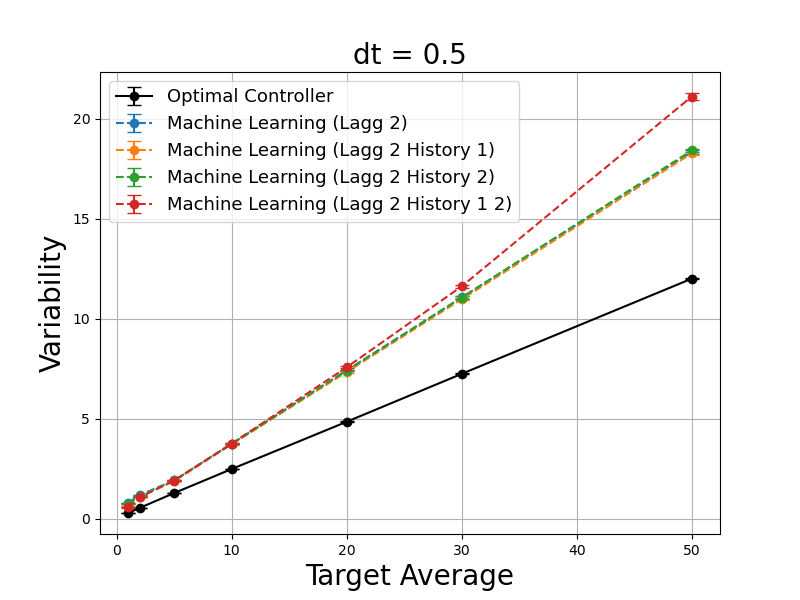 dt = 0.5
Optimal Controller
Machine Learning (Lagg 2)
Machine Learning (Lagg 2 History 1)
Machine Learning (Lagg 2 History 2)
Machine Learning (Lagg 2 History 1 2)
Variability
20
15
10
5
0
0 10 20 30 40 50
Target Average